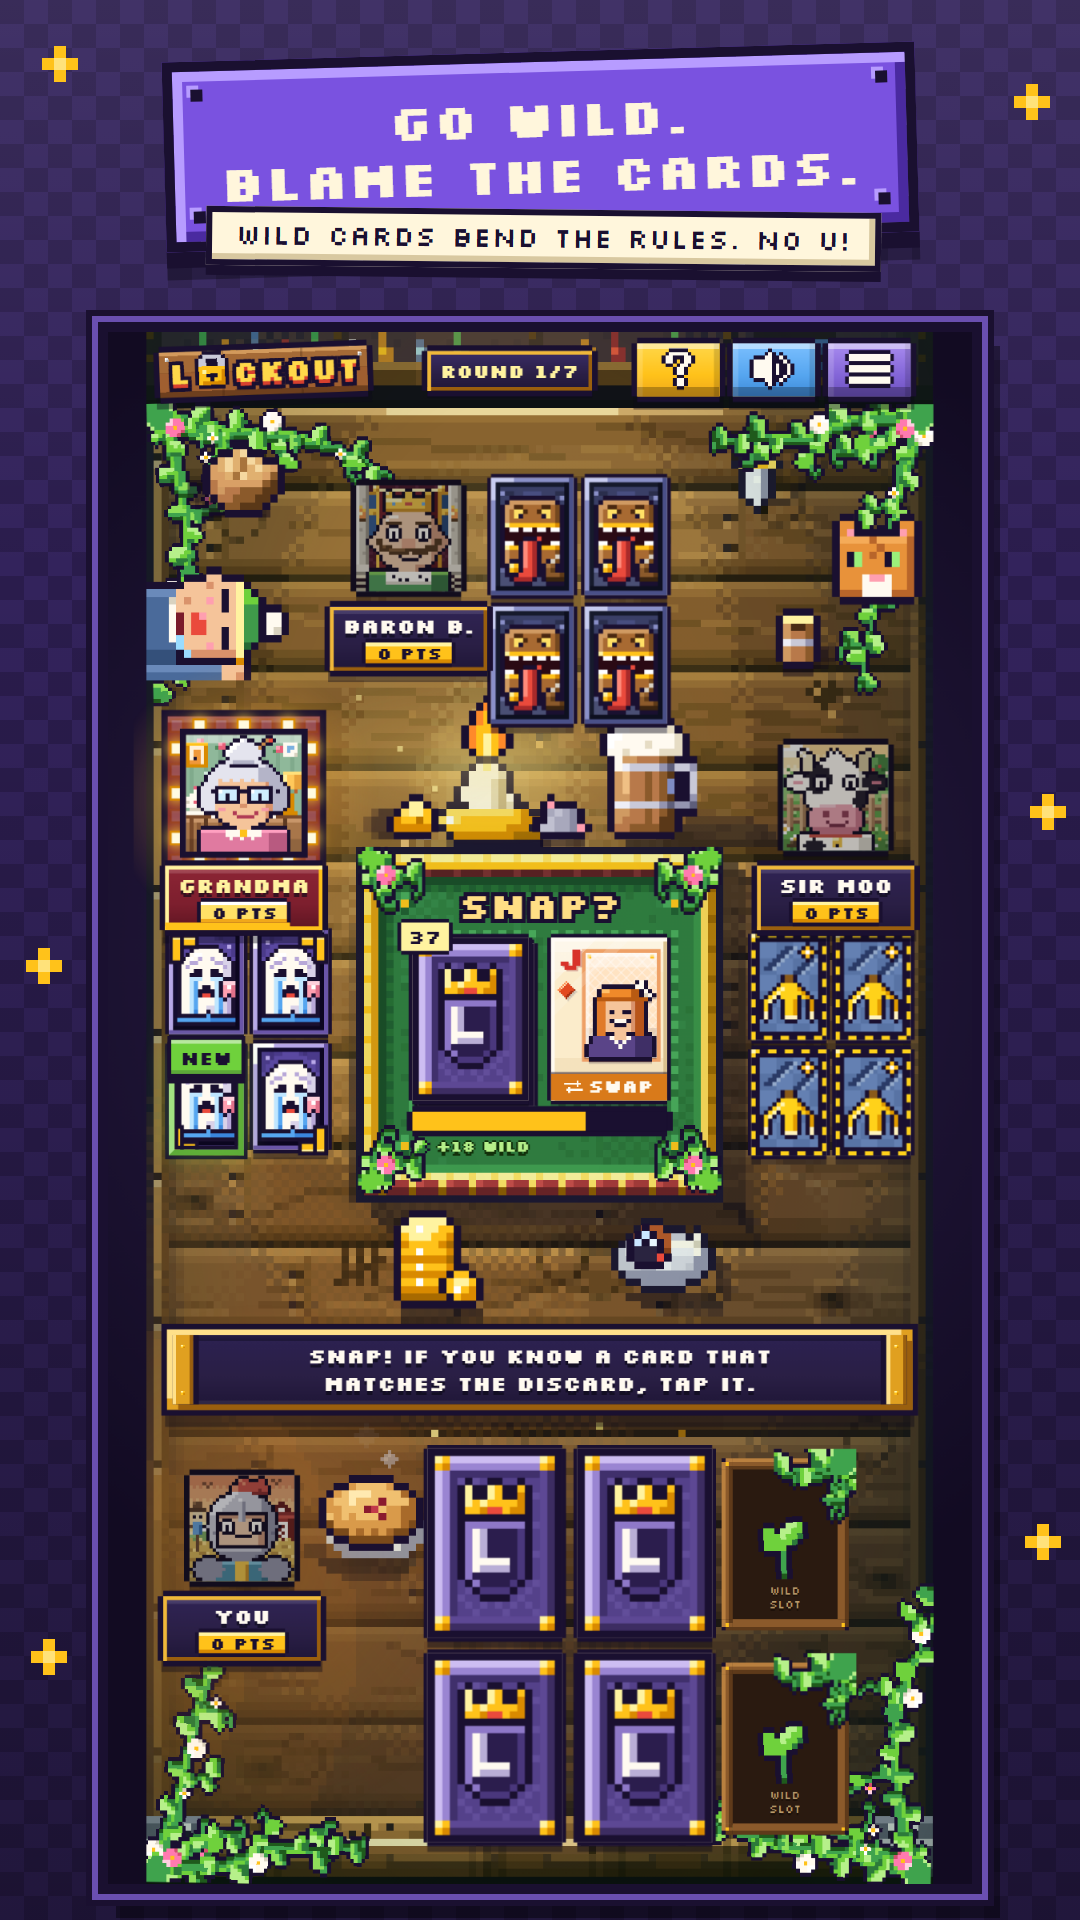 GO WILD.
BLAME THE CARDS.
WILD CARDS BEND THE RULES. NO U!
LOCKOUT
ROUND 1/7
?
BARON B.
0 PTS
GRANDMA
0 PTS
SIR MOO
0 PTS
SNAP?
37
J
SWAP
NEW
+18 WILD
SNAP! IF YOU KNOW A CARD THAT
MATCHES THE DISCARD, TAP IT.
YOU
0 PTS
L
L
L
L
L
WILD
SLOT
WILD
SLOT